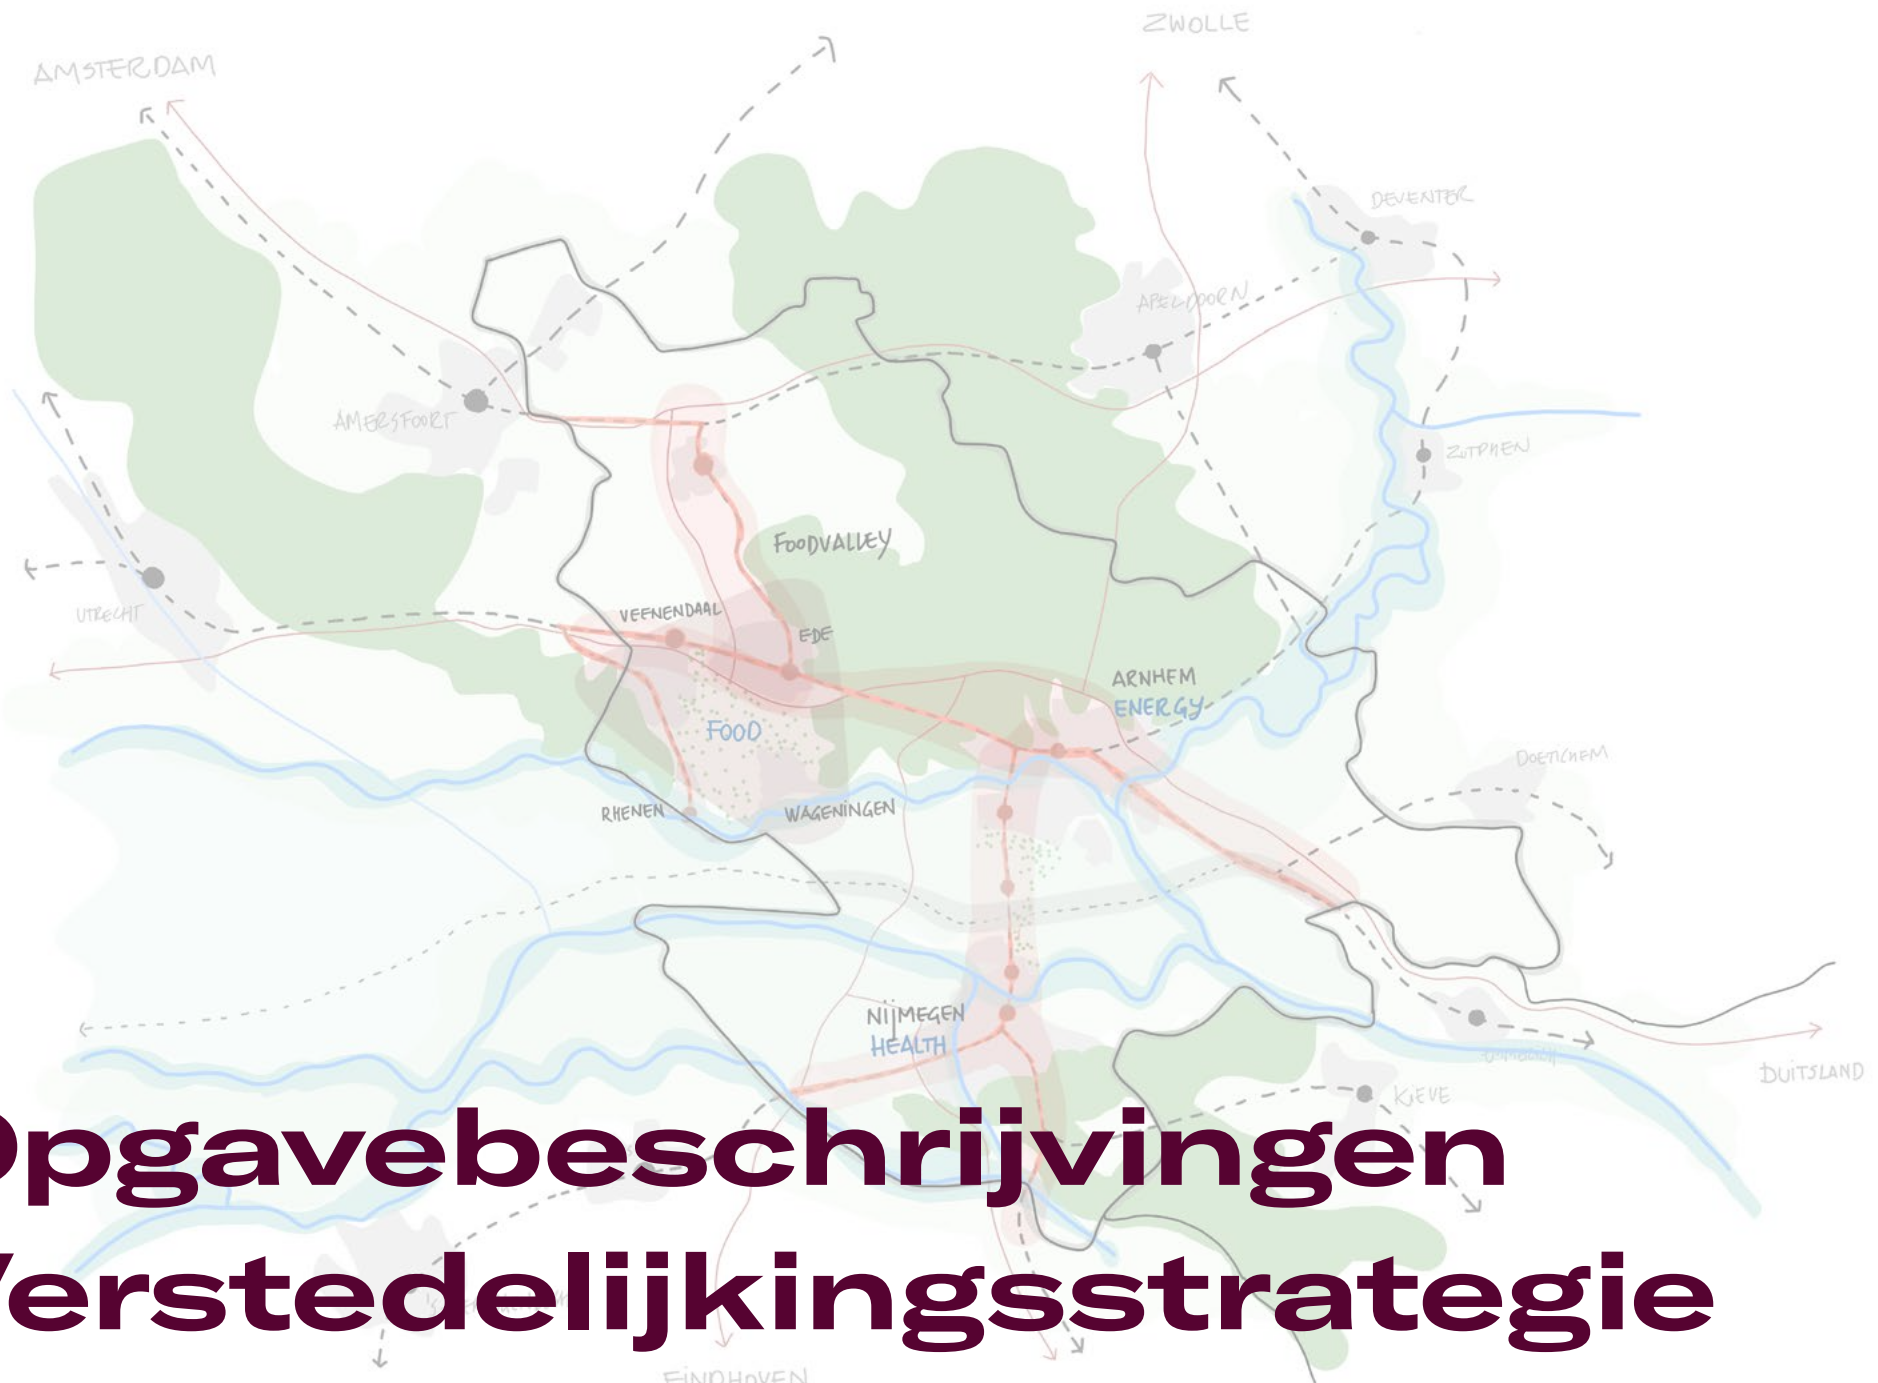 ZWOLLE
AMSTERDAM
DEVENTER
APELDOORN
AMERSFOORT
ZUTPHEN
FOODVALLEY
UTRECHT
VEENENDAAL
EDE
ARNHEM
ENERGY
FOOD
DOETICHEM
RHENEN
WAGENINGEN
NIJMEGEN
HEALTH
DUITSLAND
KLEVE
Opgavebeschrijvingen
Verstedelijkingsstrategie
EINDHOVEN